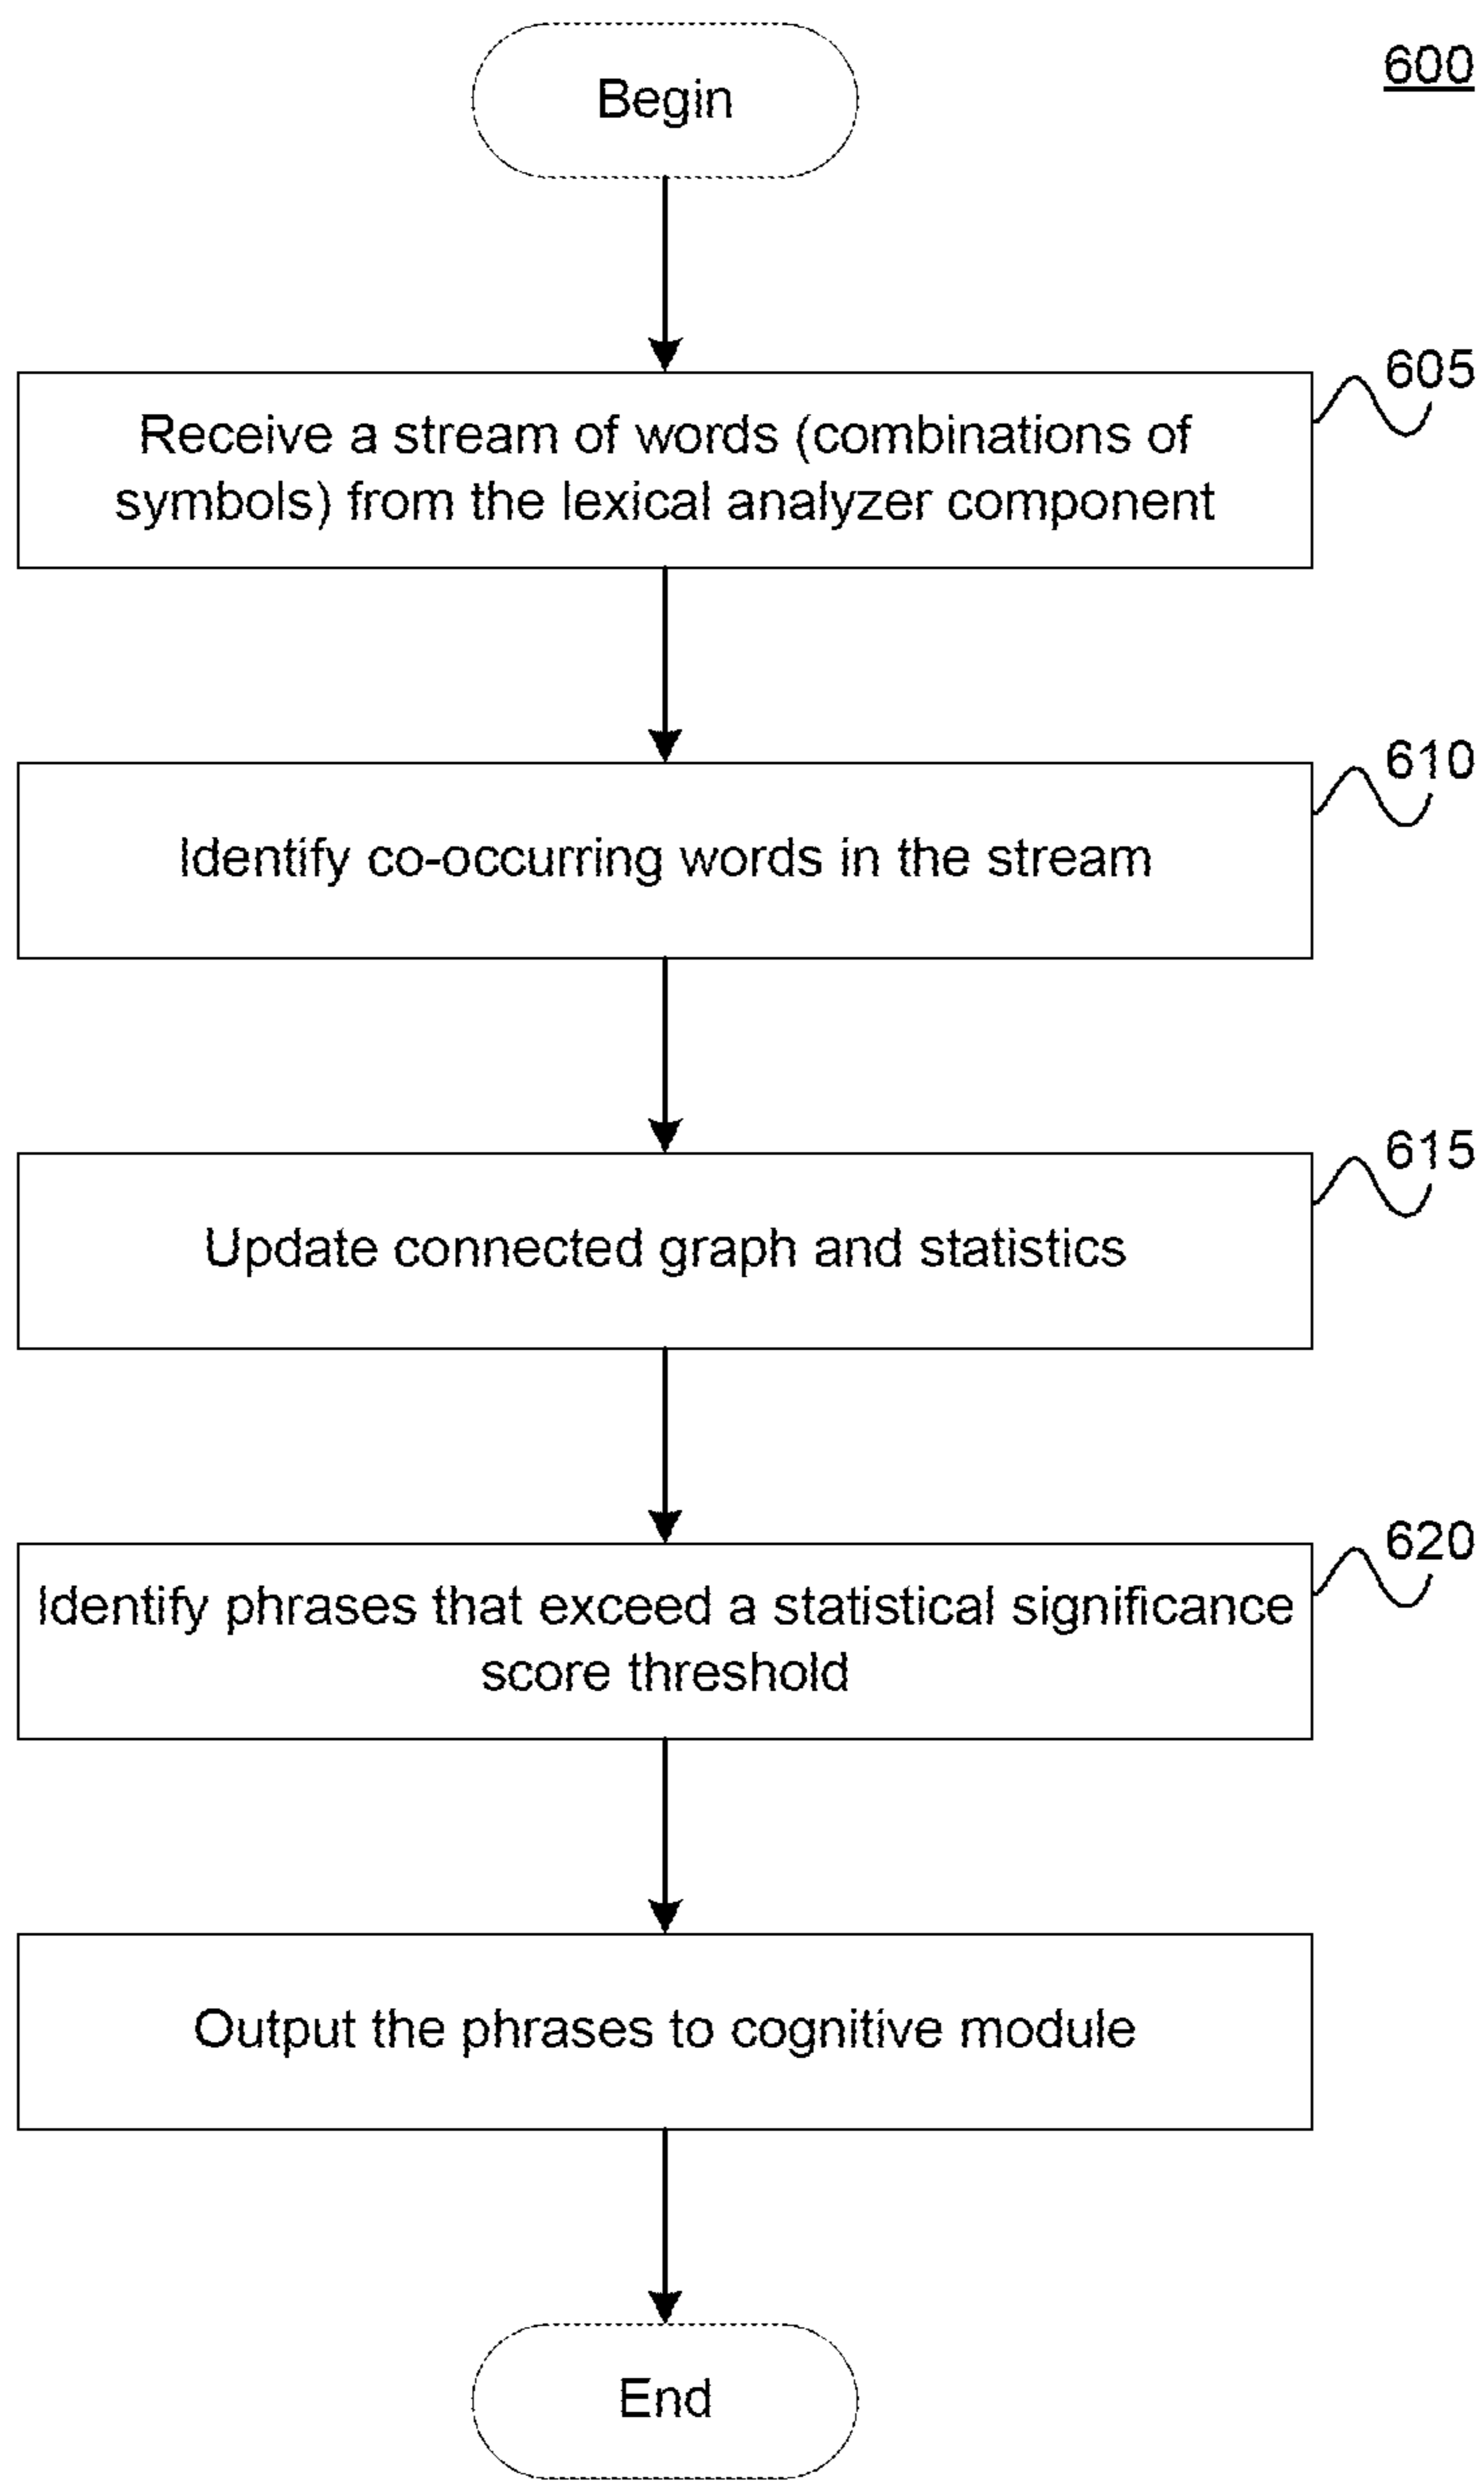 600
Begin
605
Receive a stream of words (combinations of
symbols) from the lexical analyzer component
610
Identify co-occurring words in the stream
615
Update connected graph and statistics
620
Identify phrases that exceed a statistical significance
score threshold
Output the phrases to cognitive module
End